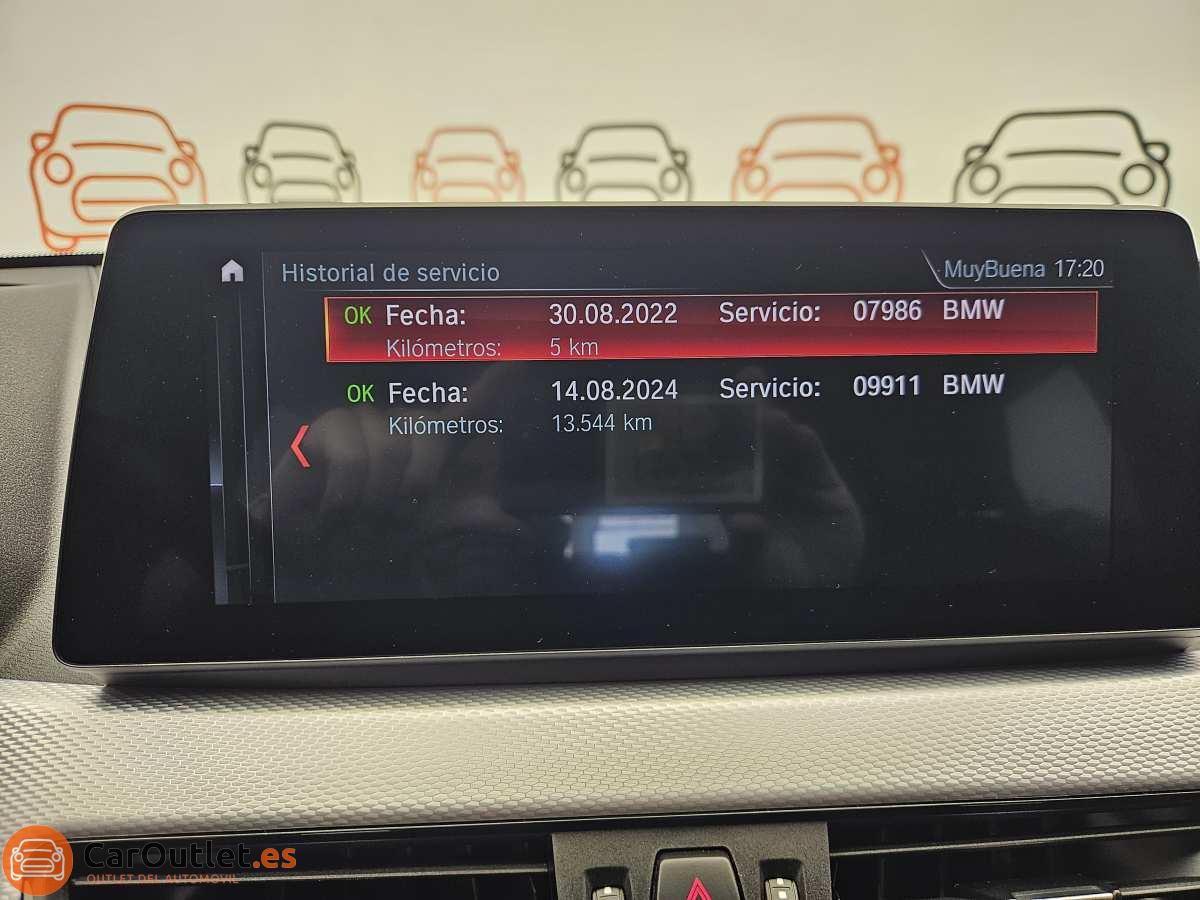 Historial de servicio
MuyBuena 17:20
OK Fecha: 30.08.2022 Servicio: 07986 BMW
Kilómetros: 5 km
OK Fecha: 14.08.2024 Servicio: 09911 BMW
Kilómetros: 13.544 km
CarOutlet.es
OUTLET DEL AUTOMÓVIL